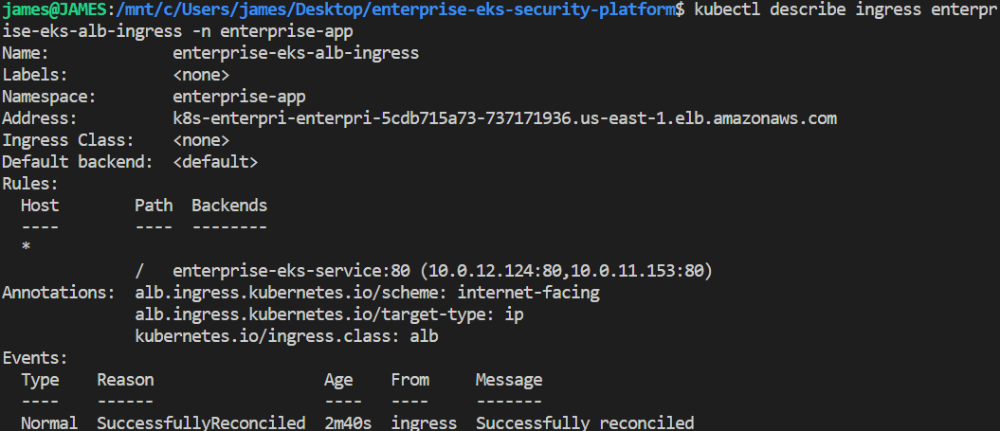 james@JAMES:/mnt/c/Users/james/Desktop/enterprise-eks-security-platform$ kubectl describe ingress enterpr
ise-eks-alb-ingress -n enterprise-app
Name:             enterprise-eks-alb-ingress
Labels:           <none>
Namespace:        enterprise-app
Address:          k8s-enterpri-enterpri-5cdb715a73-737171936.us-east-1.elb.amazonaws.com
Ingress Class:    <none>
Default backend:  <default>
Rules:
  Host        Path  Backends
  ----        ----  --------
  *
              /   enterprise-eks-service:80 (10.0.12.124:80,10.0.11.153:80)
Annotations:  alb.ingress.kubernetes.io/scheme: internet-facing
              alb.ingress.kubernetes.io/target-type: ip
              kubernetes.io/ingress.class: alb
Events:
  Type    Reason                  Age    From     Message
  ----    ------                  ----   ----     -------
  Normal  SuccessfullyReconciled  2m40s  ingress  Successfully reconciled